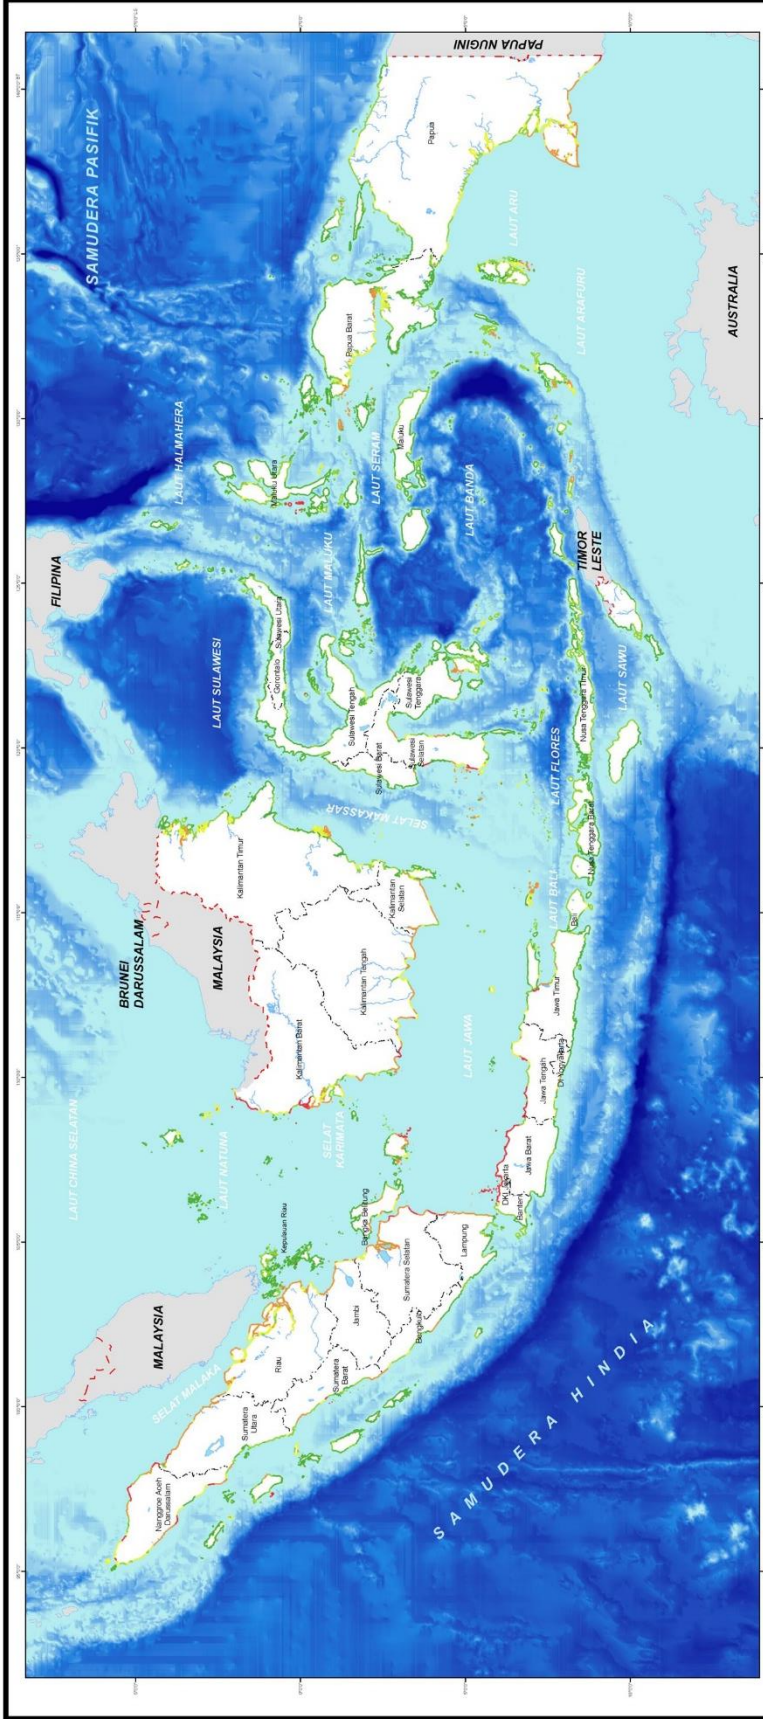 SAMUDERA PASIFIK
PAPUA NUGINI
Papua
LAUT ARU
LAUT ARAFURU
AUSTRALIA
Papua Barat
LAUT HALMAHERA
Maluku Utara
LAUT SERAM
Maluku
LAUT BANDA
FILIPINA
LAUT MALUKU
TIMOR
LESTE
LAUT SULAWESI
Sulawesi Utara
Gorontalo
Sulawesi Tengah
Sulawesi
Tenggara
Sulawesi Barat
Sulawesi
Selatan
LAUT SAWU
Nusa Tenggara Timur
LAUT FLORES
SELAT MAKASSAR
Nusa Tenggara Barat
LAUT BALI
Bali
BRUNEI
DARUSSALAM
MALAYSIA
Kalimantan Timur
Kalimantan
Selatan
Kalimantan Tengah
Kalimantan Barat
LAUT JAWA
Jawa Timur
DI Yogyakarta
Jawa Tengah
Jawa Barat
DKI Jakarta
Banten
LAUT CHINA SELATAN
LAUT NATUNA
SELAT
KARIMATA
Kepulauan Riau
Bangka Belitung
MALAYSIA
SELAT MALAKA
Riau
Jambi
Sumatera Selatan
Lampung
Bengkulu
Sumatera
Barat
Sumatera
Utara
Nanggroe Aceh
Darussalam
SAMUDERA HINDIA